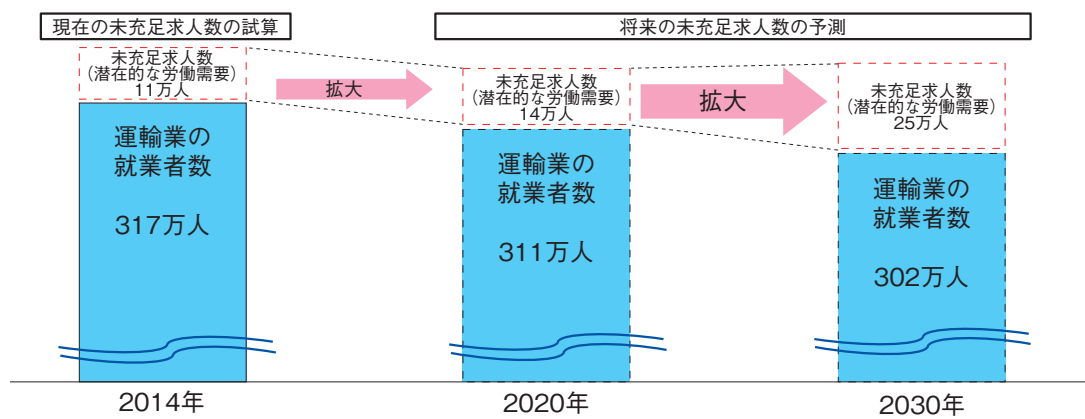 現在の未充足求人数の試算
将来の未充足求人数の予測
未充足求人数
(潜在的な労働需要)
11万人
拡大
未充足求人数
(潜在的な労働需要)
14万人
拡大
未充足求人数
(潜在的な労働需要)
25万人
運輸業の
就業者数
317万人
運輸業の
就業者数
311万人
運輸業の
就業者数
302万人
2014年
2020年
2030年